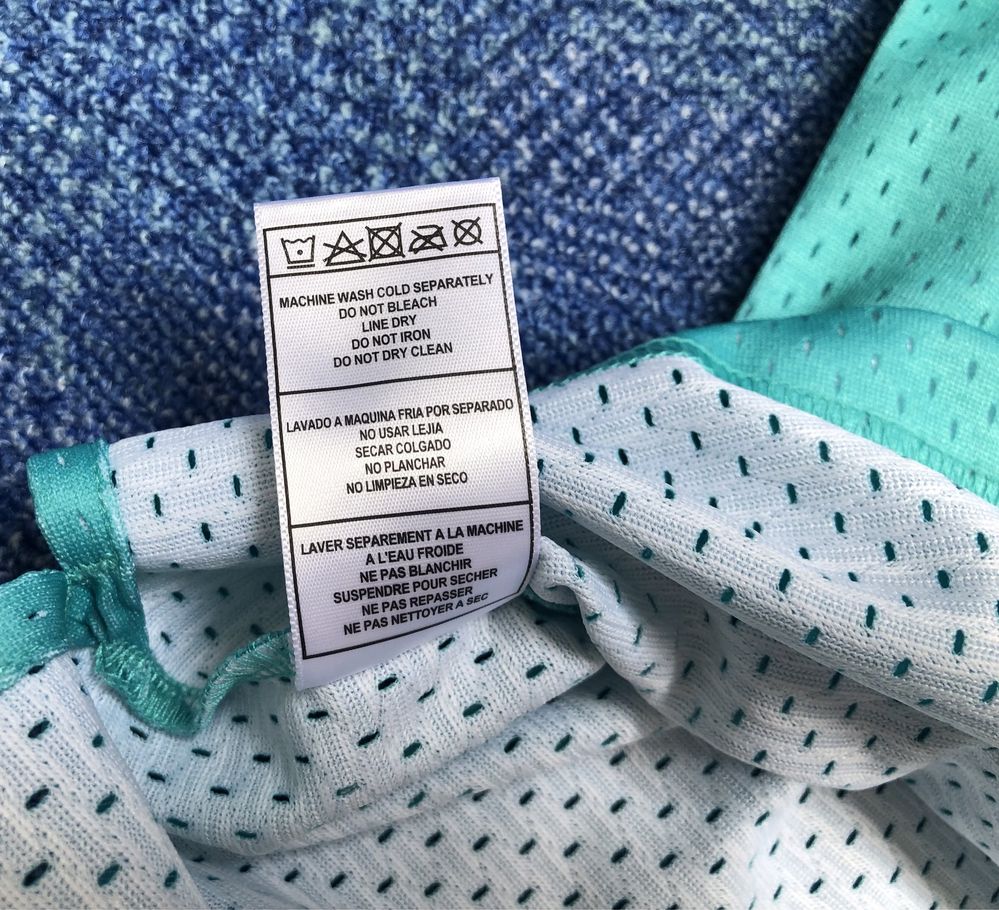 MACHINE WASH COLD SEPARATELY
DO NOT BLEACH
LINE DRY
DO NOT IRON
DO NOT DRY CLEAN
LAVADO A MAQUINA FRIA POR SEPARADO
NO USAR LEJIA
SECAR COLGADO
NO PLANCHAR
NO LIMPIEZA EN SECO
LAVER SEPAREMENT A LA MACHINE
A L'EAU FROIDE
NE PAS BLANCHIR
SUSPENDRE POUR SECHER
NE PAS REPASSER
NE PAS NETTOYER A SEC